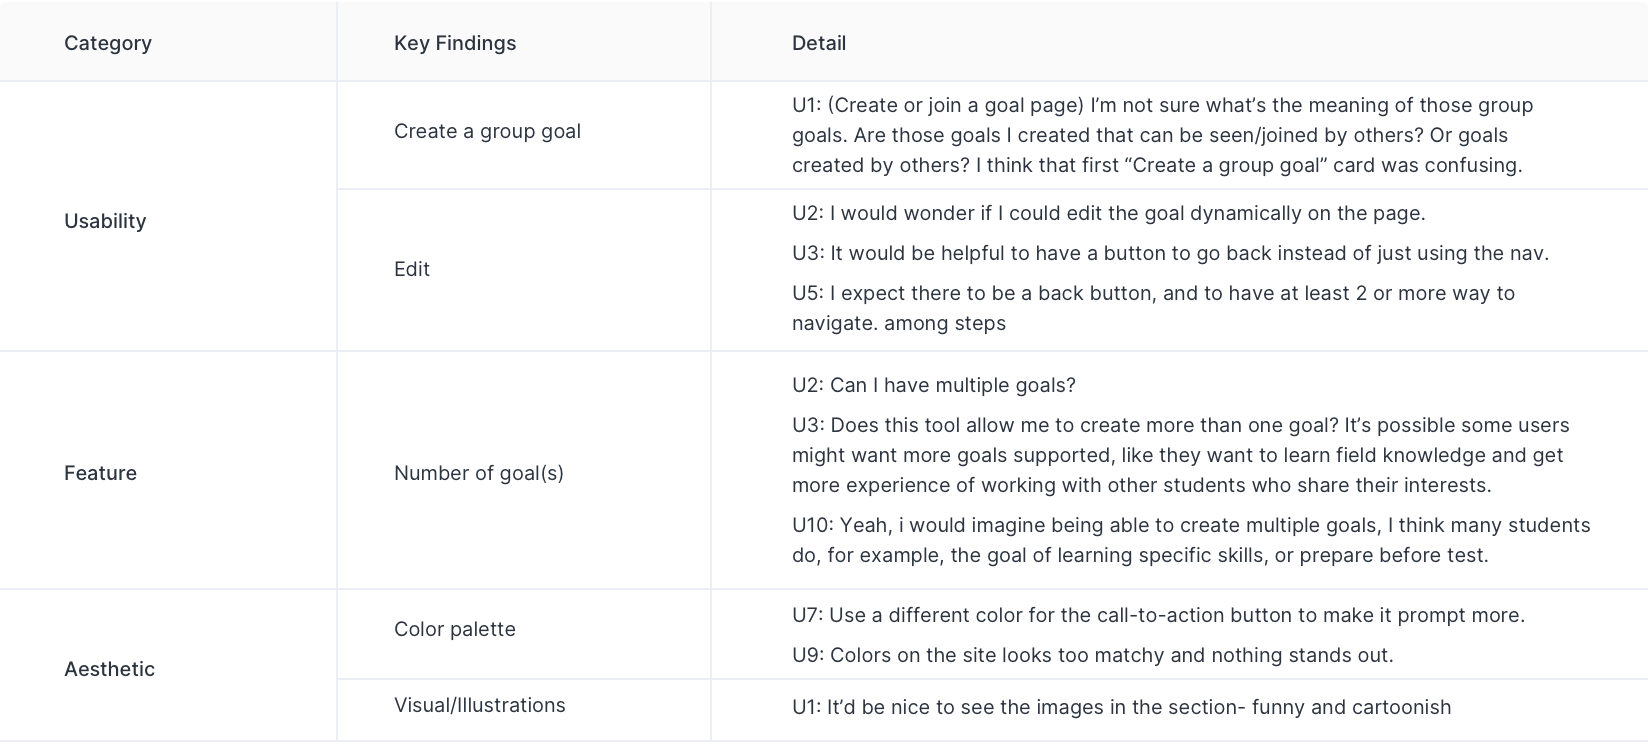 Category Key Findings Detail
Usability
Create a group goal
U1: (Create or join a goal page) I’m not sure what’s the meaning of those group
goals. Are those goals I created that can be seen/joined by others? Or goals
created by others? I think that first “Create a group goal” card was confusing.
Edit
U2: I would wonder if I could edit the goal dynamically on the page.
U3: It would be helpful to have a button to go back instead of just using the nav.
U5: I expect there to be a back button, and to have at least 2 or more way to
navigate. among steps
Feature
Number of goal(s)
U2: Can I have multiple goals?
U3: Does this tool allow me to create more than one goal? It’s possible some users
might want more goals supported, like they want to learn field knowledge and get
more experience of working with other students who share their interests.
U10: Yeah, i would imagine being able to create multiple goals, I think many students
do, for example, the goal of learning specific skills, or prepare before test.
Aesthetic
Color palette
U7: Use a different color for the call-to-action button to make it prompt more.
U9: Colors on the site looks too matchy and nothing stands out.
Visual/Illustrations
U1: It’d be nice to see the images in the section- funny and cartoonish